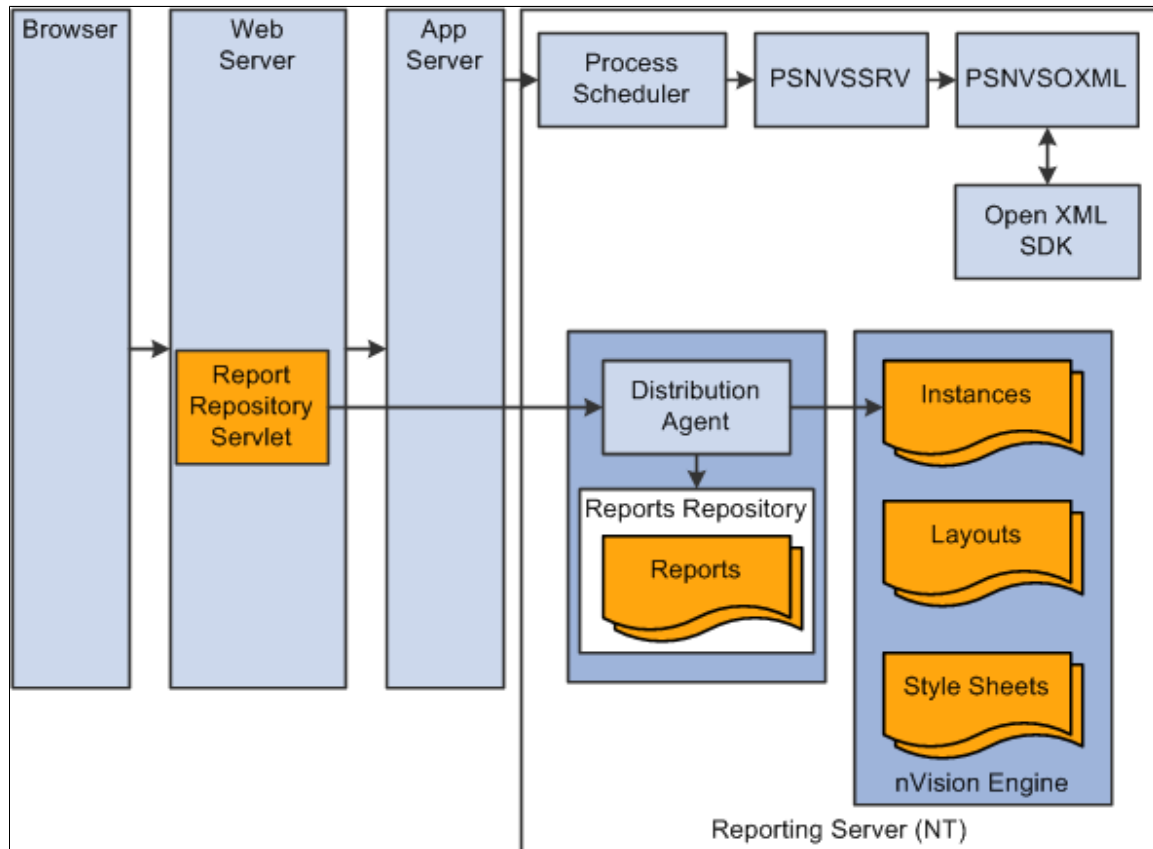 Browser
Web
Server
App
Server
Process
Scheduler
PSNVSSRV
PSNVSOXML
Open XML
SDK
Report
Repository
Servlet
Distribution
Agent
Reports Repository
Reports
Instances
Layouts
Style Sheets
nVision Engine
Reporting Server (NT)